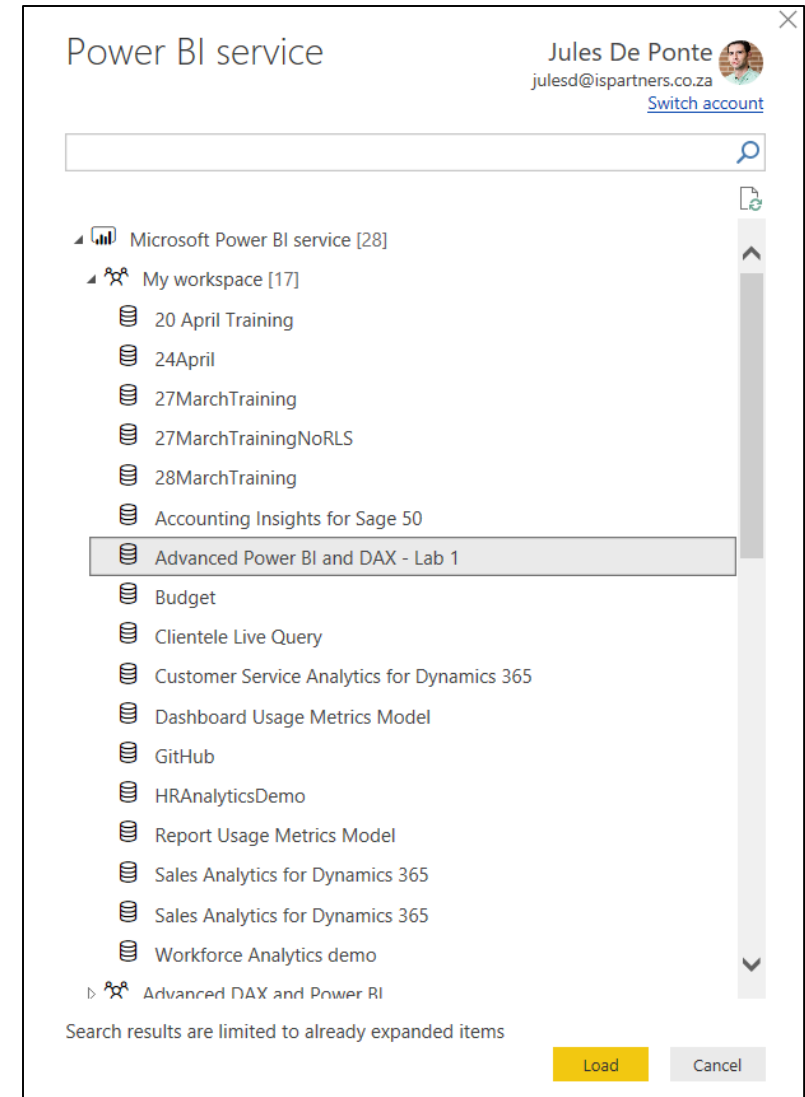 Power BI service
Jules De Ponte
julesd@ispartners.co.za
Switch account
Microsoft Power BI service [28]
My workspace [17]
20 April Training
24April
27MarchTraining
27MarchTrainingNoRLS
28MarchTraining
Accounting Insights for Sage 50
Advanced Power BI and DAX - Lab 1
Budget
Clientele Live Query
Customer Service Analytics for Dynamics 365
Dashboard Usage Metrics Model
GitHub
HRAnalyticsDemo
Report Usage Metrics Model
Sales Analytics for Dynamics 365
Sales Analytics for Dynamics 365
Workforce Analytics demo
Advanced DAX and Power BI
Search results are limited to already expanded items
Load
Cancel